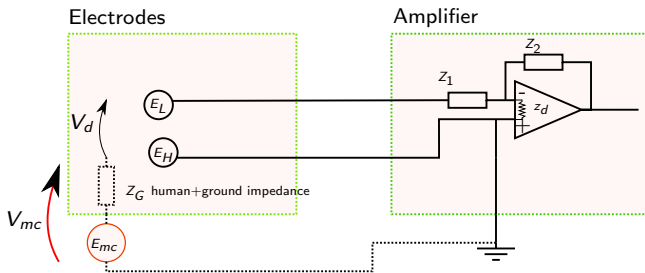 Electrodes
Amplifier
Z2
Z1
EL
-
zd
Vd
+
EH
ZG human+ground impedance
Vmc
Emc